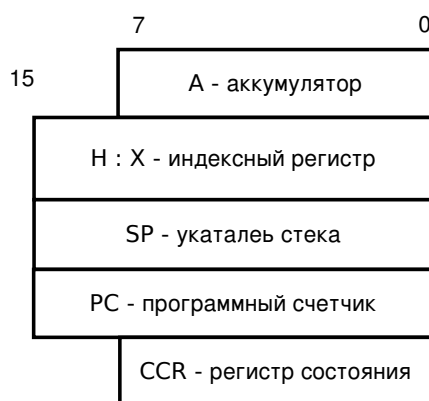 7 0
15
A - аккумулятор
H : X - индексный регистр
SP - укаталеь стека
PC - программный счетчик
CCR - регистр состояния